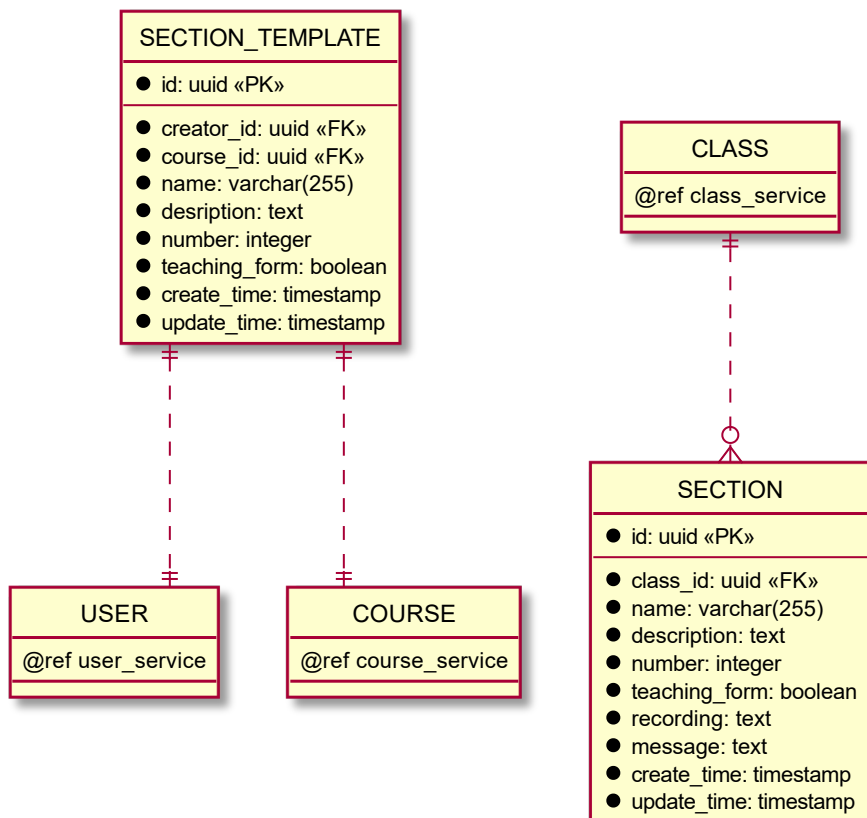 SECTION_TEMPLATE
id: uuid «PK»
creator_id: uuid «FK»
course_id: uuid «FK»
name: varchar(255)
desription: text
number: integer
teaching_form: boolean
create_time: timestamp
update_time: timestamp
CLASS
@ref class_service
USER
@ref user_service
COURSE
@ref course_service
SECTION
id: uuid «PK»
class_id: uuid «FK»
name: varchar(255)
description: text
number: integer
teaching_form: boolean
recording: text
message: text
create_time: timestamp
update_time: timestamp